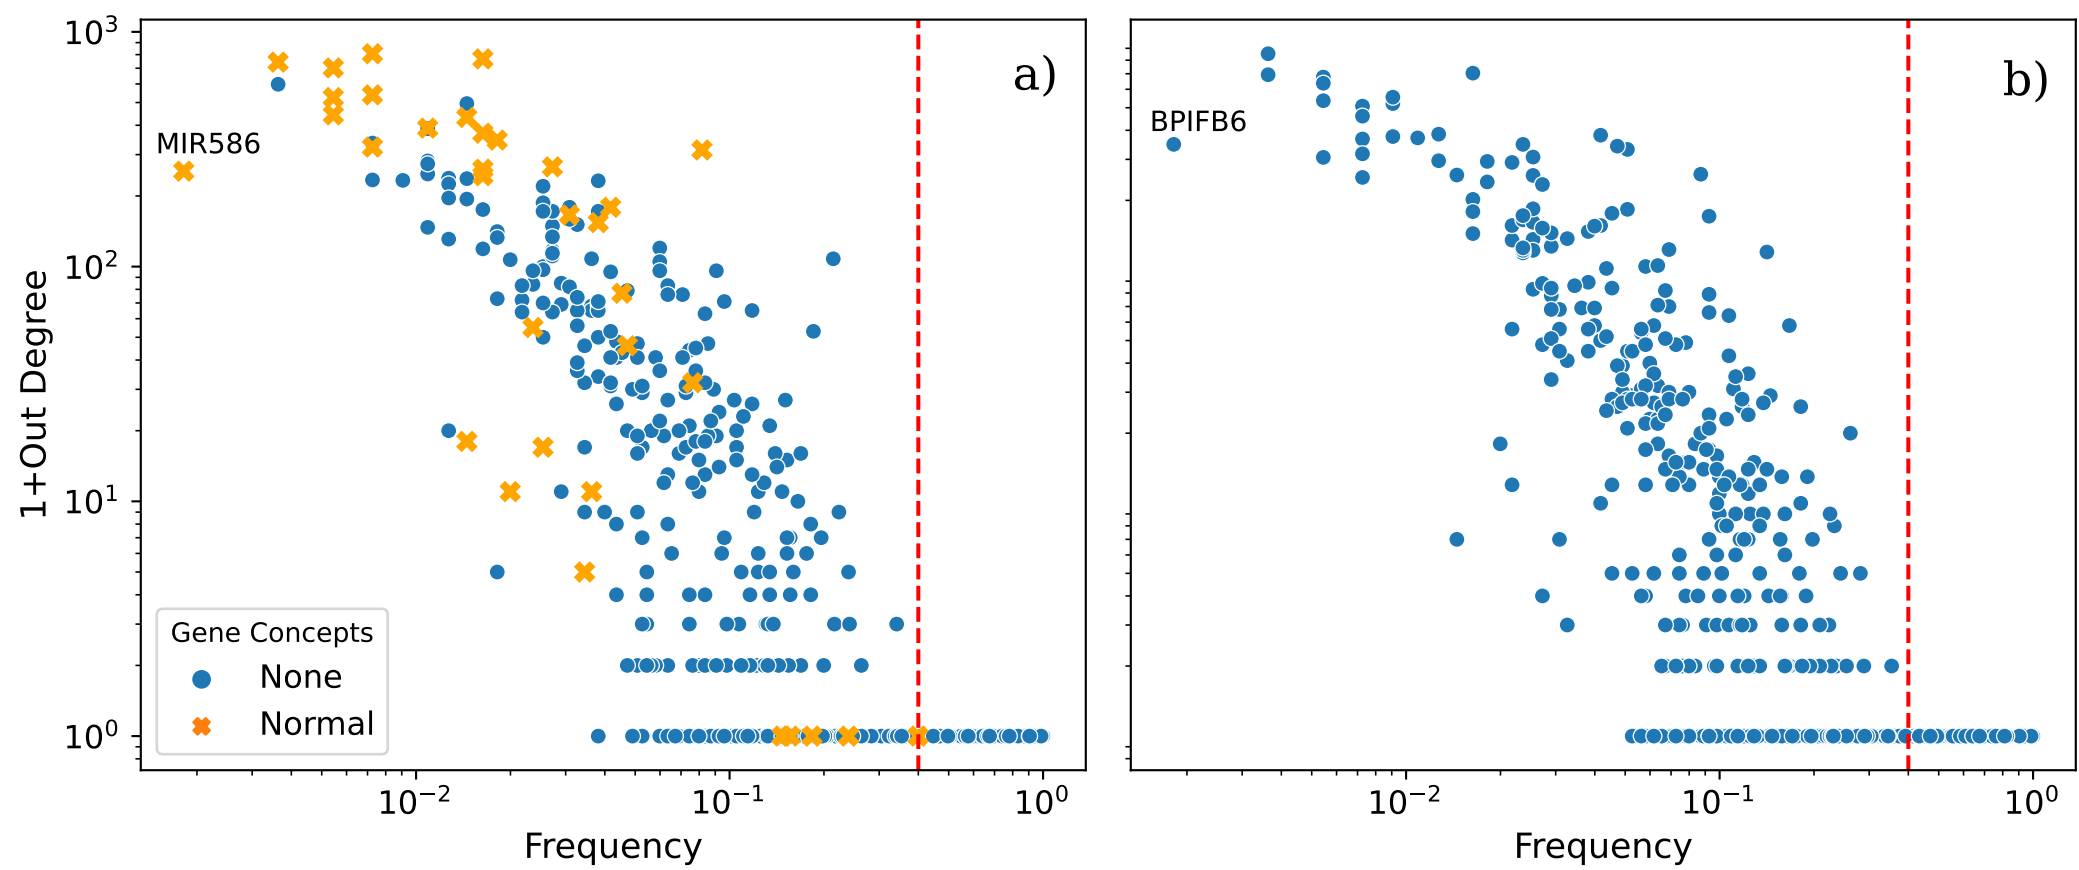 10³
10²
10¹
10⁰
1+Out Degree
MIR586
a)
Gene Concepts
None
Normal
10⁻²
10⁻¹
10⁰
Frequency
BPIFB6
b)
10⁻²
10⁻¹
10⁰
Frequency